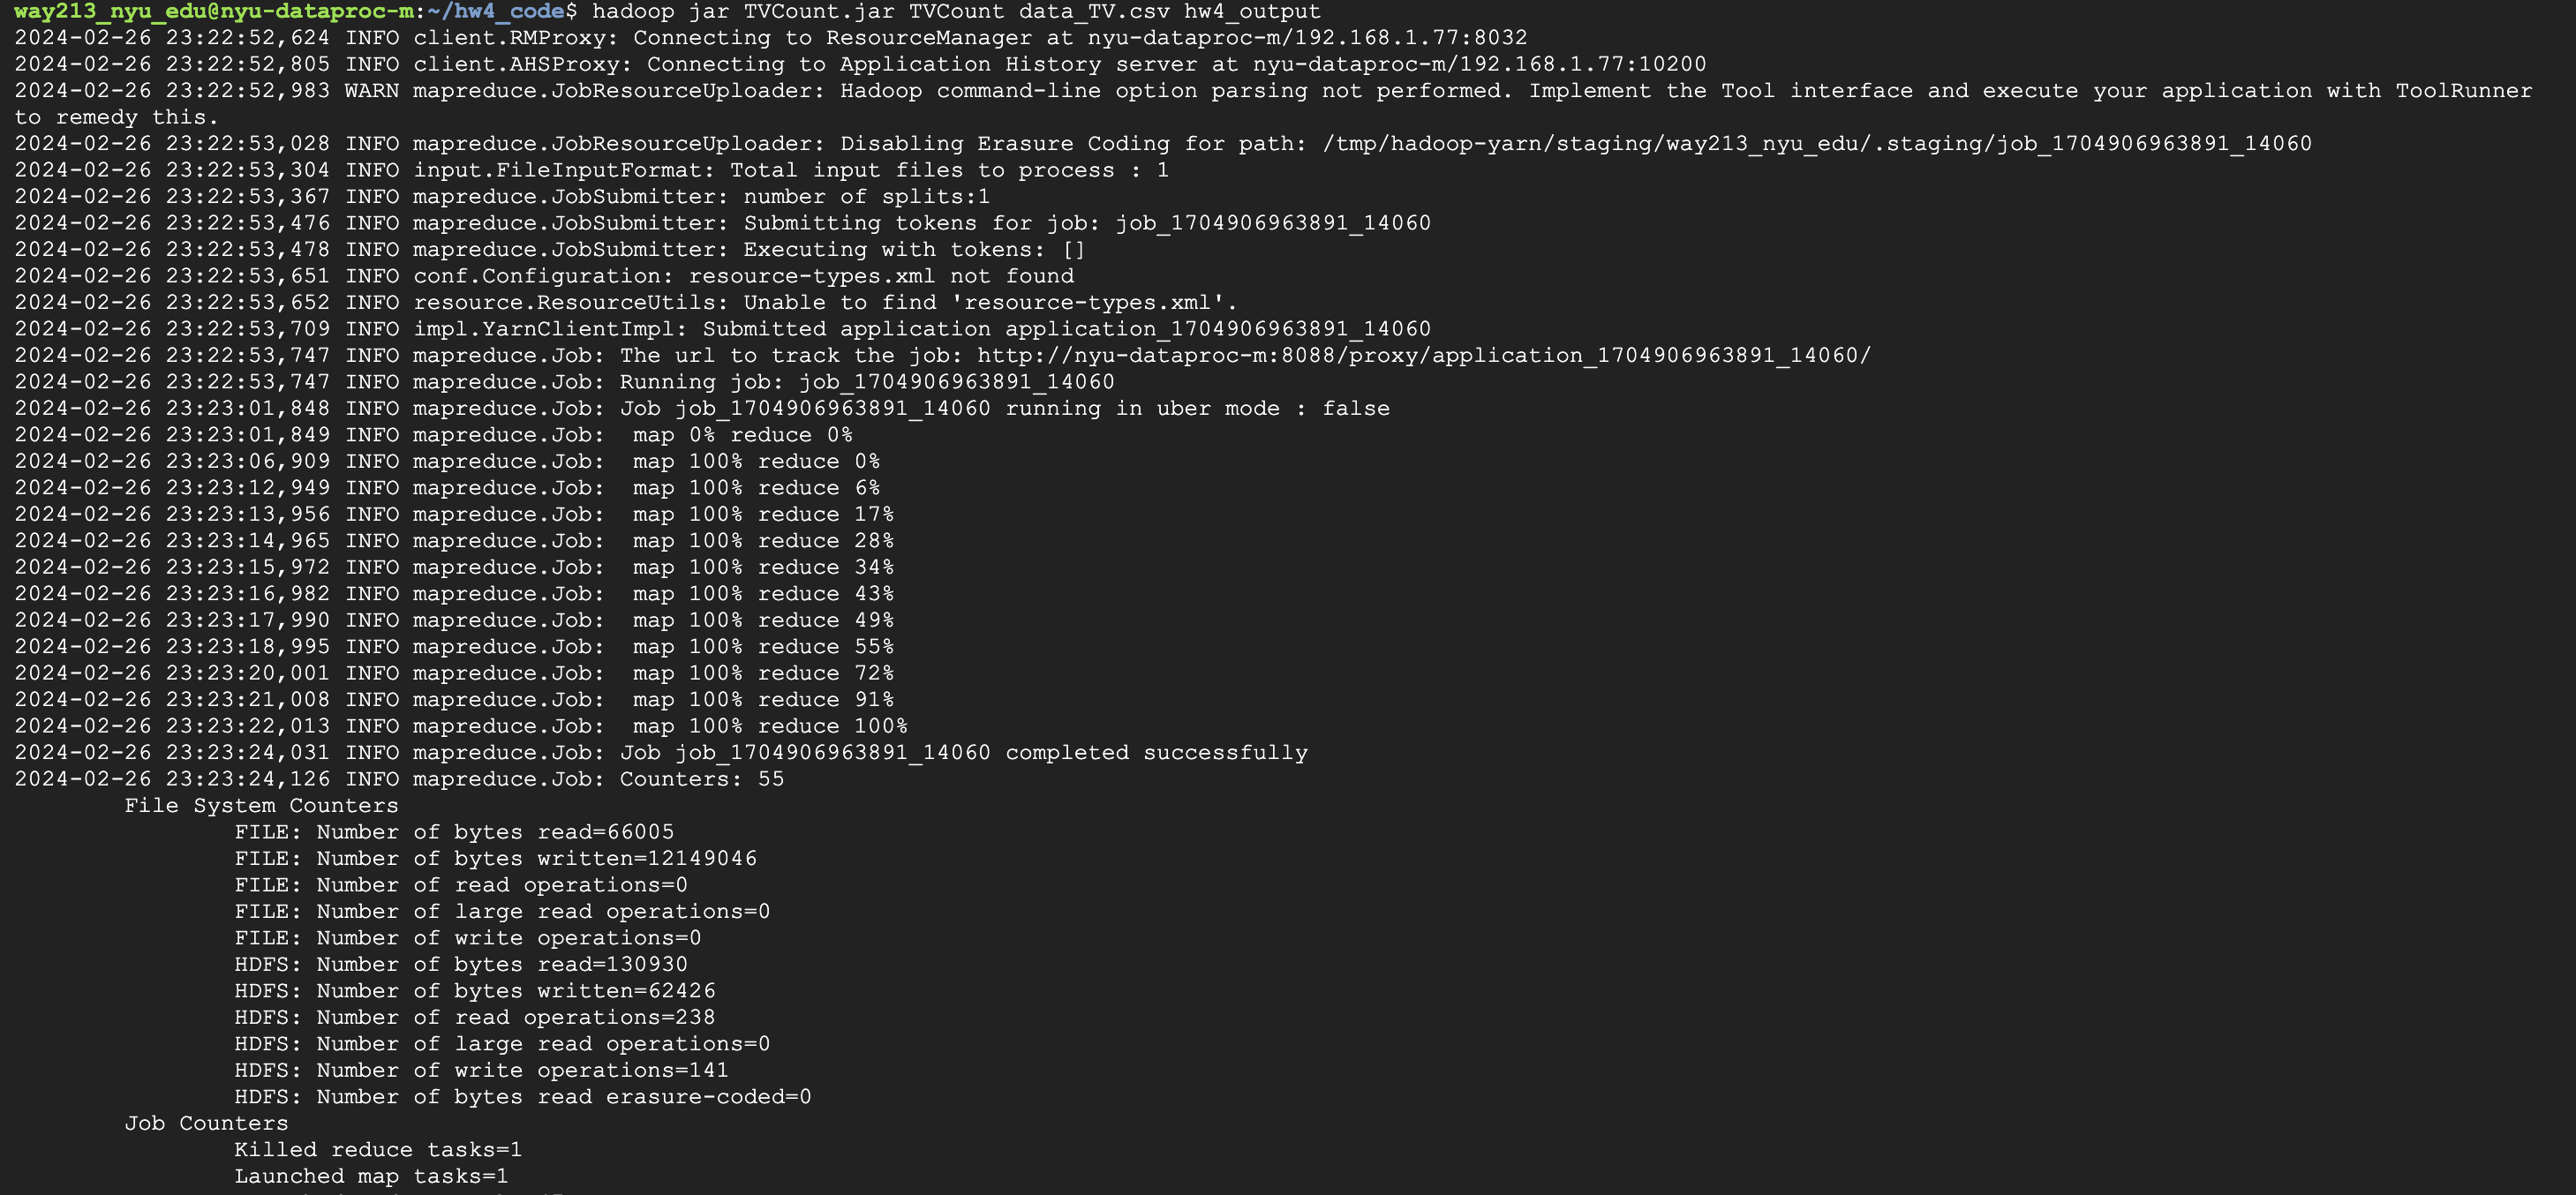 way213_nyu_edu@nyu-dataproc-m:~/hw4_code$ hadoop jar TVCount.jar TVCount data_TV.csv hw4_output
2024-02-26 23:22:52,624 INFO client.RMProxy: Connecting to ResourceManager at nyu-dataproc-m/192.168.1.77:8032
2024-02-26 23:22:52,805 INFO client.AHSProxy: Connecting to Application History server at nyu-dataproc-m/192.168.1.77:10200
2024-02-26 23:22:52,983 WARN mapreduce.JobResourceUploader: Hadoop command-line option parsing not performed. Implement the Tool interface and execute your application with ToolRunner
to remedy this.
2024-02-26 23:22:53,028 INFO mapreduce.JobResourceUploader: Disabling Erasure Coding for path: /tmp/hadoop-yarn/staging/way213_nyu_edu/.staging/job_1704906963891_14060
2024-02-26 23:22:53,304 INFO input.FileInputFormat: Total input files to process : 1
2024-02-26 23:22:53,367 INFO mapreduce.JobSubmitter: number of splits:1
2024-02-26 23:22:53,476 INFO mapreduce.JobSubmitter: Submitting tokens for job: job_1704906963891_14060
2024-02-26 23:22:53,478 INFO mapreduce.JobSubmitter: Executing with tokens: []
2024-02-26 23:22:53,651 INFO conf.Configuration: resource-types.xml not found
2024-02-26 23:22:53,652 INFO resource.ResourceUtils: Unable to find 'resource-types.xml'.
2024-02-26 23:22:53,709 INFO impl.YarnClientImpl: Submitted application application_1704906963891_14060
2024-02-26 23:22:53,747 INFO mapreduce.Job: The url to track the job: http://nyu-dataproc-m:8088/proxy/application_1704906963891_14060/
2024-02-26 23:22:53,747 INFO mapreduce.Job: Running job: job_1704906963891_14060
2024-02-26 23:23:01,848 INFO mapreduce.Job: Job job_1704906963891_14060 running in uber mode : false
2024-02-26 23:23:01,849 INFO mapreduce.Job:  map 0% reduce 0%
2024-02-26 23:23:06,909 INFO mapreduce.Job:  map 100% reduce 0%
2024-02-26 23:23:12,949 INFO mapreduce.Job:  map 100% reduce 6%
2024-02-26 23:23:13,956 INFO mapreduce.Job:  map 100% reduce 17%
2024-02-26 23:23:14,965 INFO mapreduce.Job:  map 100% reduce 28%
2024-02-26 23:23:15,972 INFO mapreduce.Job:  map 100% reduce 34%
2024-02-26 23:23:16,982 INFO mapreduce.Job:  map 100% reduce 43%
2024-02-26 23:23:17,990 INFO mapreduce.Job:  map 100% reduce 49%
2024-02-26 23:23:18,995 INFO mapreduce.Job:  map 100% reduce 55%
2024-02-26 23:23:20,001 INFO mapreduce.Job:  map 100% reduce 72%
2024-02-26 23:23:21,008 INFO mapreduce.Job:  map 100% reduce 91%
2024-02-26 23:23:22,013 INFO mapreduce.Job:  map 100% reduce 100%
2024-02-26 23:23:24,031 INFO mapreduce.Job: Job job_1704906963891_14060 completed successfully
2024-02-26 23:23:24,126 INFO mapreduce.Job: Counters: 55
File System Counters
FILE: Number of bytes read=66005
FILE: Number of bytes written=12149046
FILE: Number of read operations=0
FILE: Number of large read operations=0
FILE: Number of write operations=0
HDFS: Number of bytes read=130930
HDFS: Number of bytes written=62426
HDFS: Number of read operations=238
HDFS: Number of large read operations=0
HDFS: Number of write operations=141
HDFS: Number of bytes read erasure-coded=0
Job Counters
Killed reduce tasks=1
Launched map tasks=1